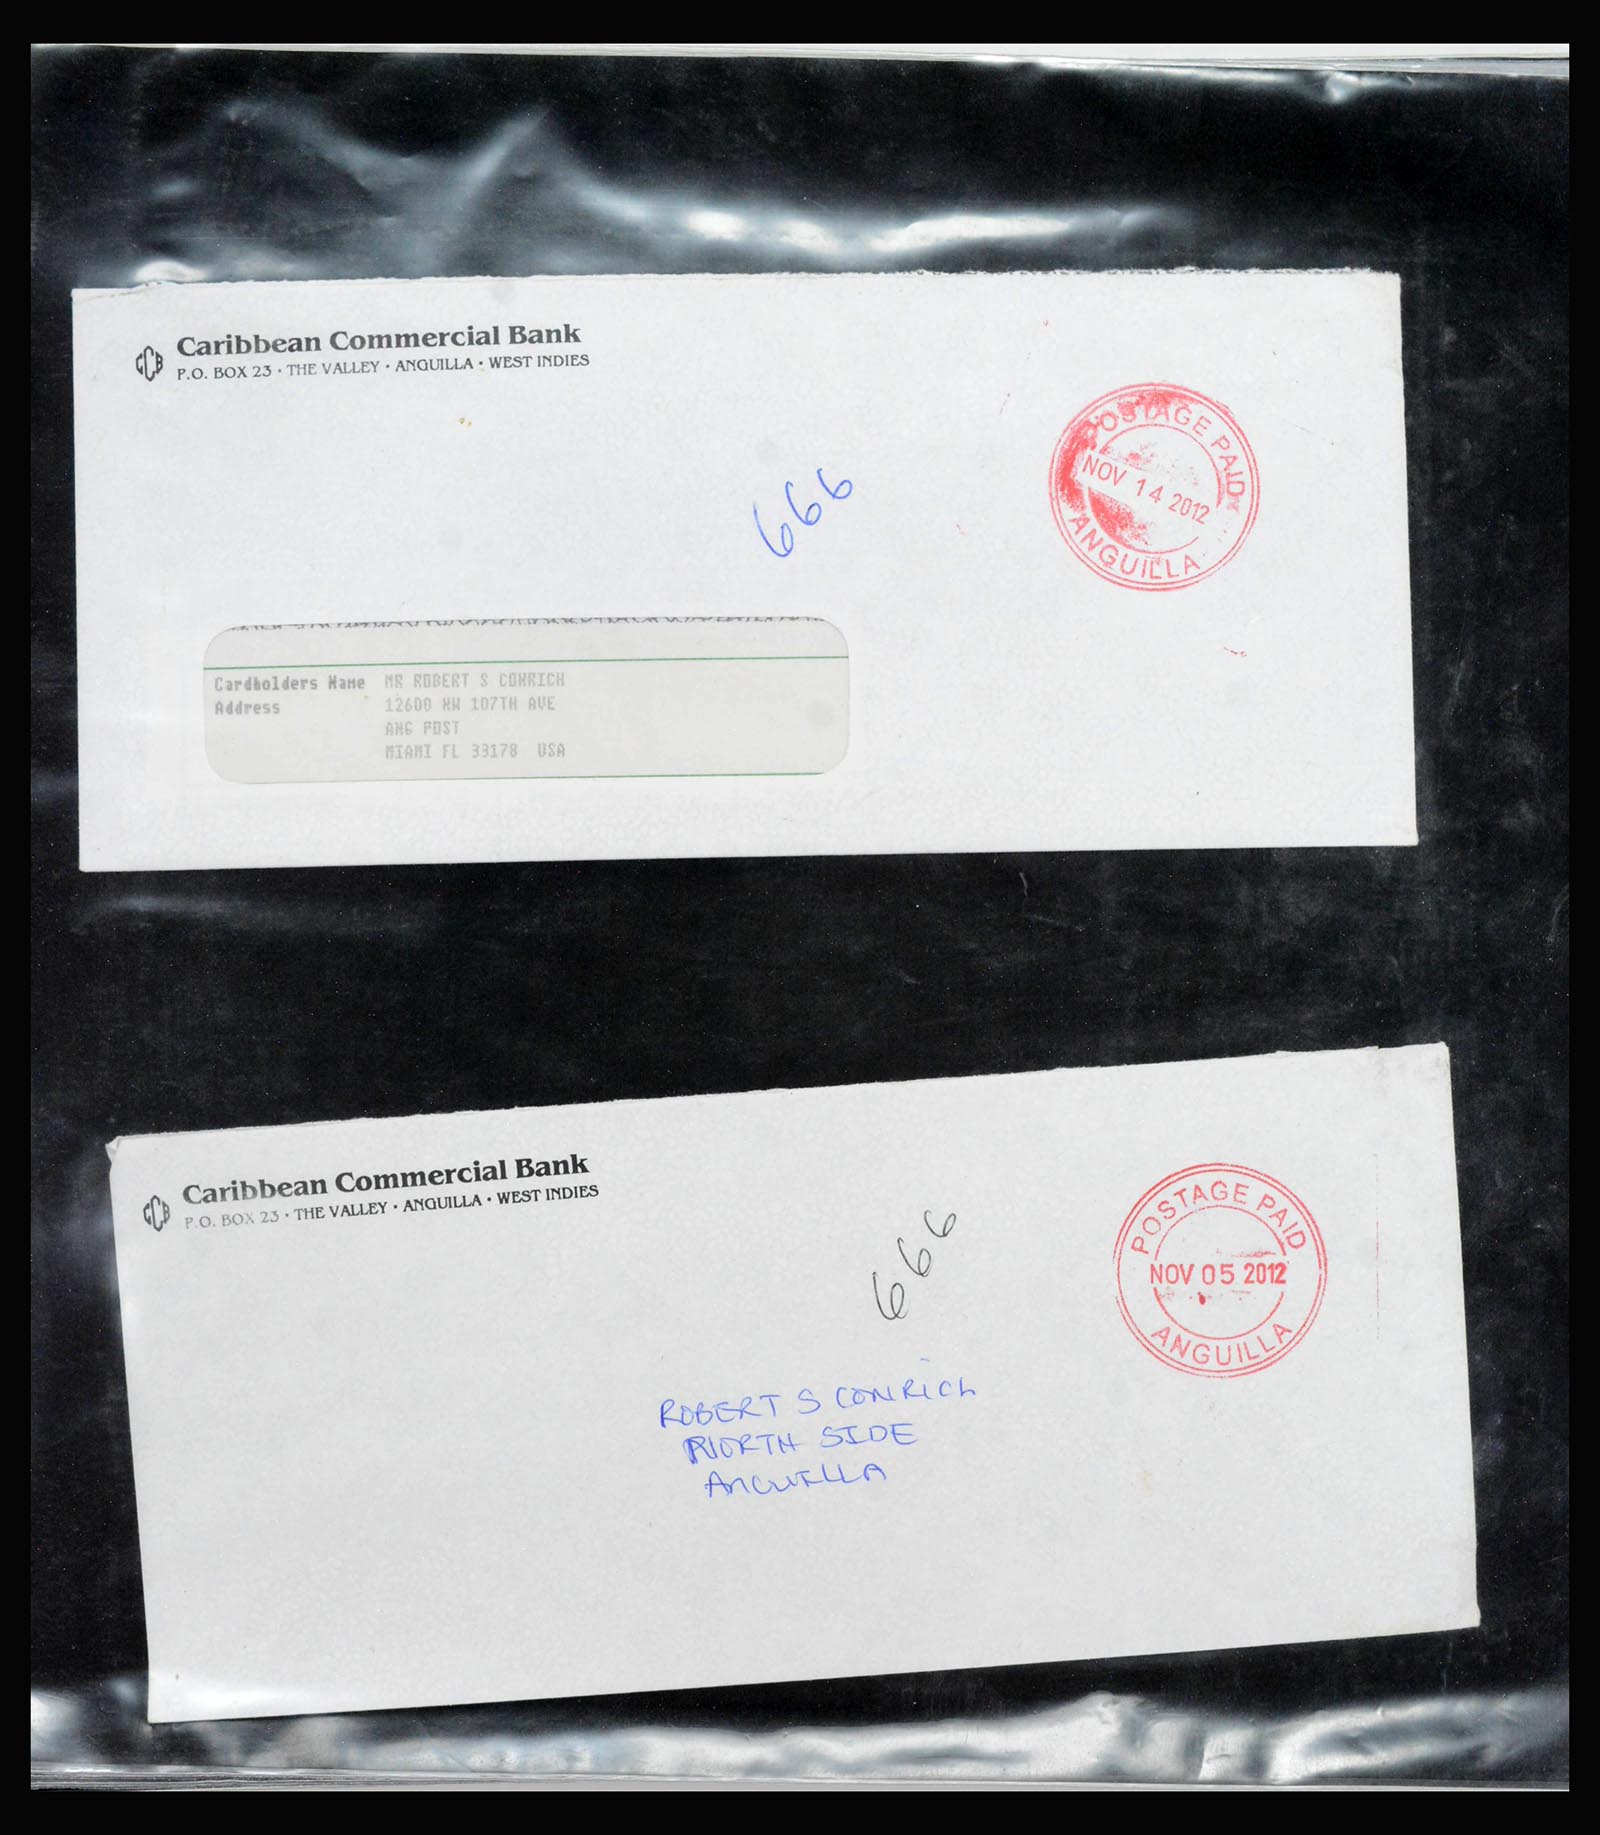 CCB
Caribbean Commercial Bank
P.O. BOX 23 · THE VALLEY · ANGUILLA · WEST INDIES
POSTAGE PAID
NOV 14 2012
ANGUILLA
666
Cardholders Name MR ROBERT S CONRICH
Address 12600 NW 107TH AVE
ANG POST
MIAMI FL 33178 USA
CCB
Caribbean Commercial Bank
P.O. BOX 23 · THE VALLEY · ANGUILLA · WEST INDIES
POSTAGE PAID
NOV 05 2012
ANGUILLA
666
ROBERT S CONRICH
NORTH SIDE
ANGUILLA